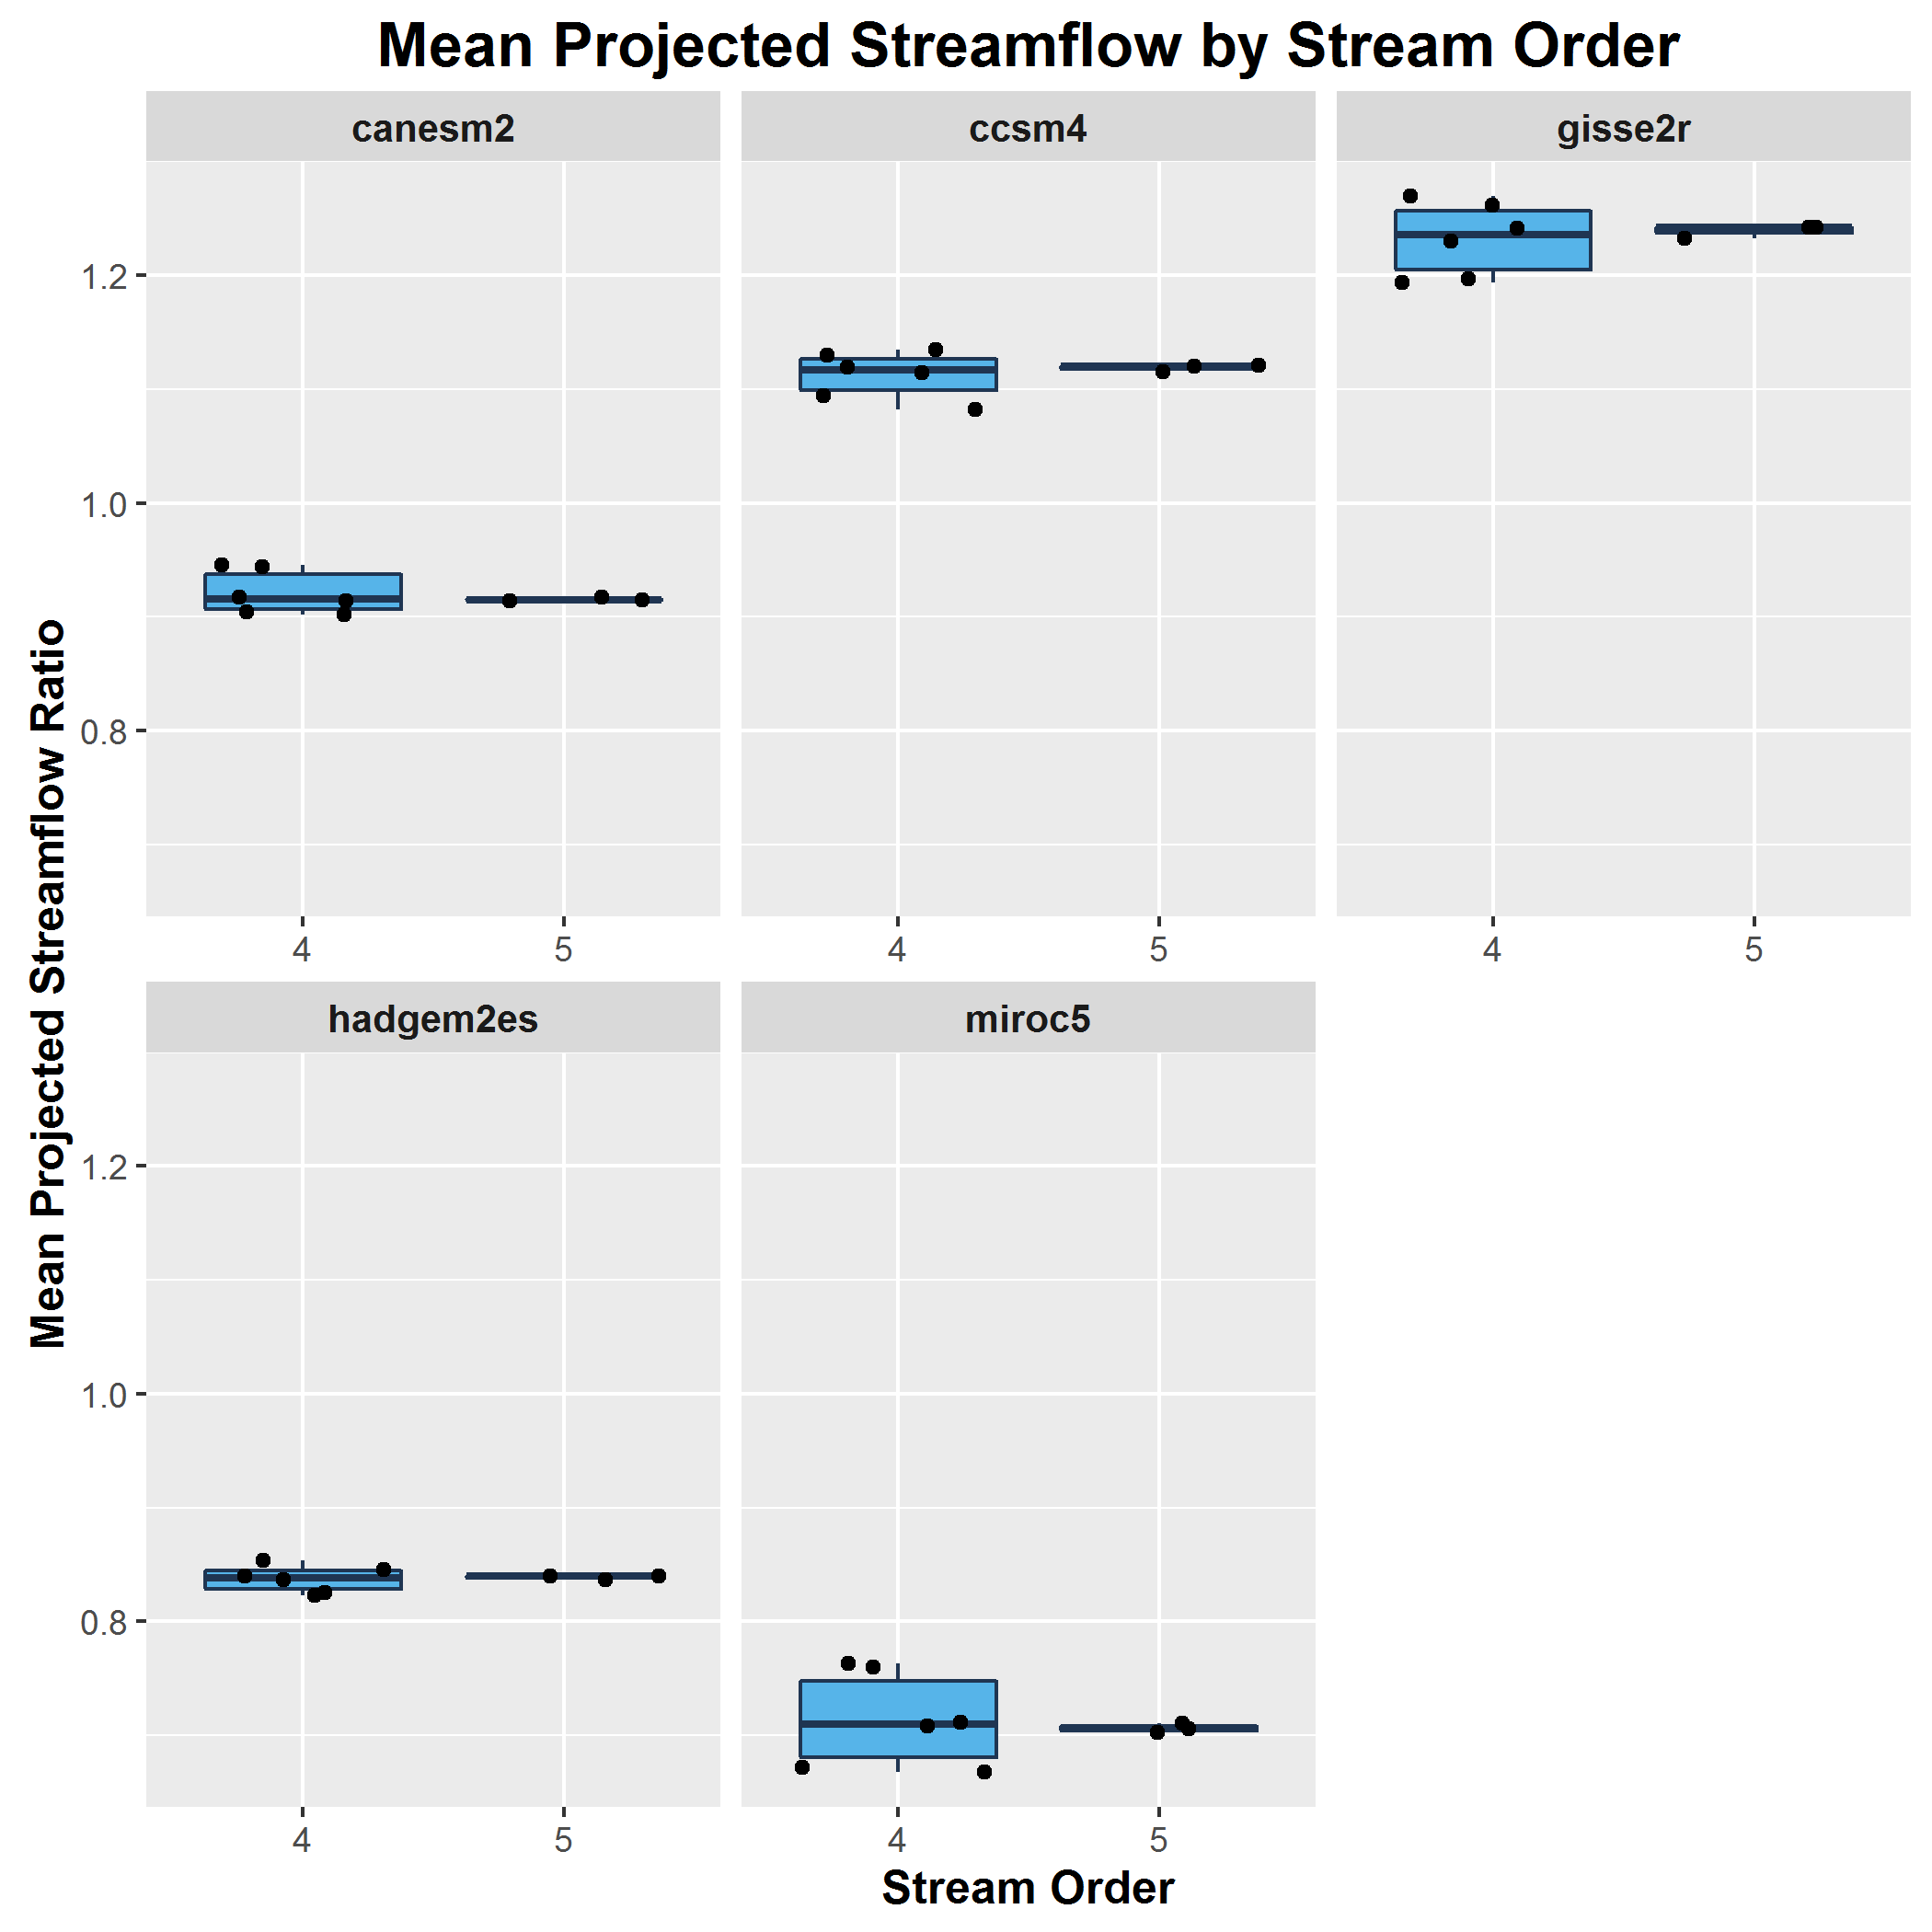 Mean Projected Streamflow by Stream Order
canesm2
ccsm4
gisse2r
Mean Projected Streamflow Ratio
1.2
1.0
0.8
4 5
4 5
4 5
hadgem2es
miroc5
1.2
1.0
0.8
4 5
4 5
Stream Order